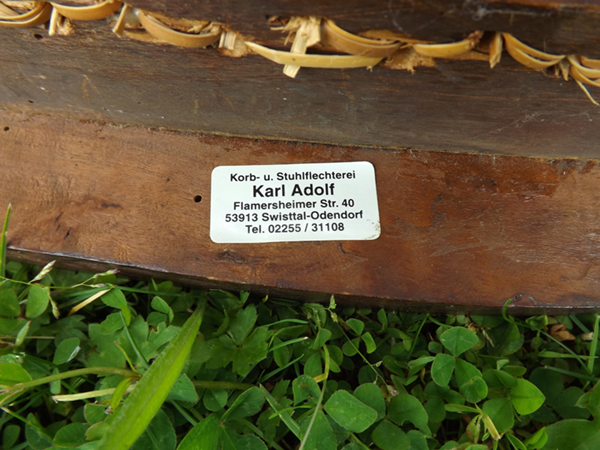 Korb- u. Stuhlflechterei
Karl Adolf
Flamersheimer Str. 40
53913 Swisttal-Odendorf
Tel. 02255 / 31108